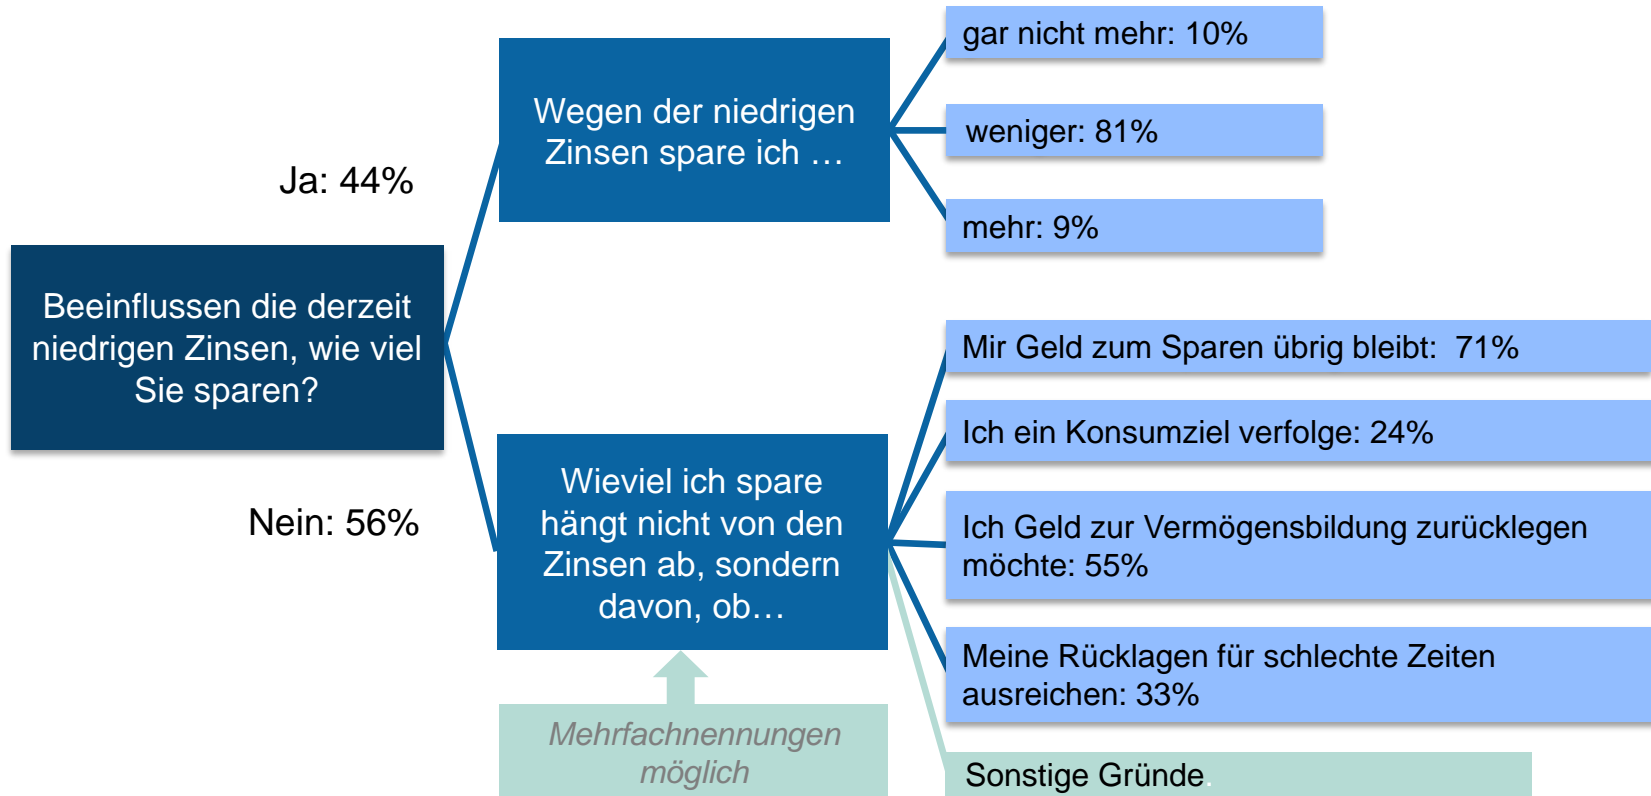 Beeinflussen die derzeit
niedrigen Zinsen, wie viel
Sie sparen?
Ja: 44%
Wegen der niedrigen
Zinsen spare ich …
gar nicht mehr: 10%
weniger: 81%
mehr: 9%
Nein: 56%
Wieviel ich spare
hängt nicht von den
Zinsen ab, sondern
davon, ob…
Mehrfachnennungen
möglich
Mir Geld zum Sparen übrig bleibt: 71%
Ich ein Konsumziel verfolge: 24%
Ich Geld zur Vermögensbildung zurücklegen
möchte: 55%
Meine Rücklagen für schlechte Zeiten
ausreichen: 33%
Sonstige Gründe.